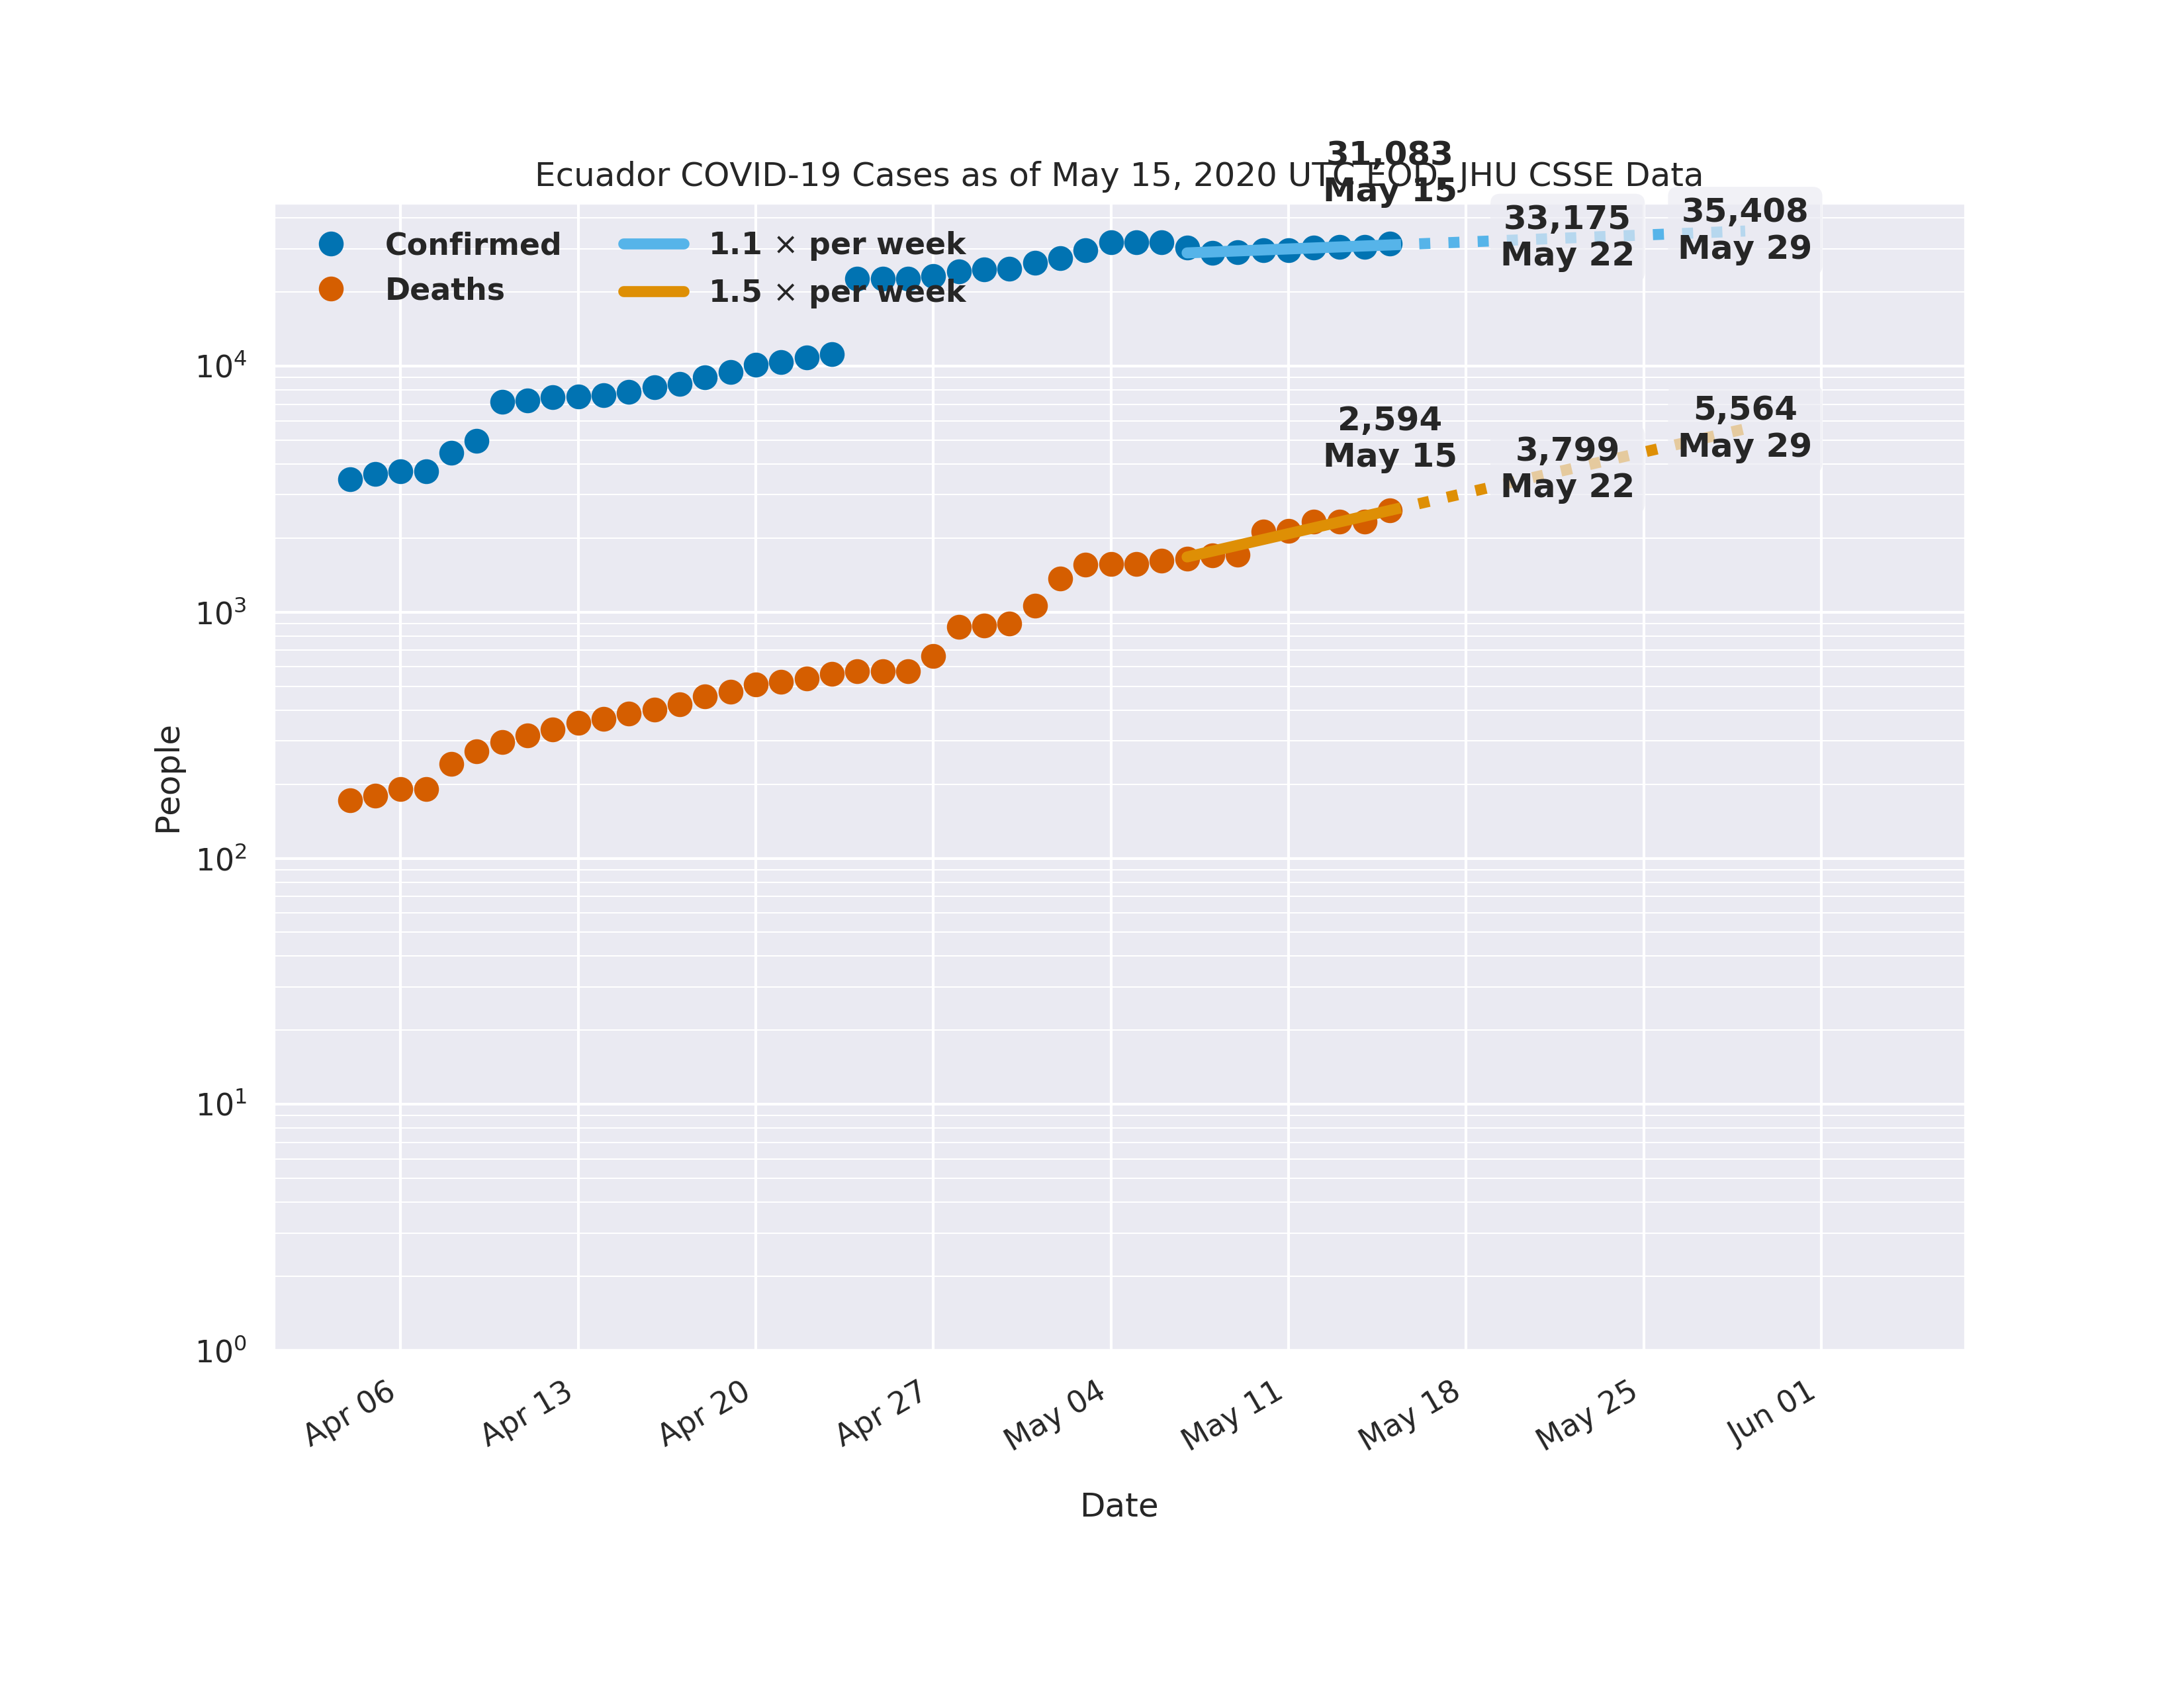 31,083
May 15
Ecuador COVID-19 Cases as of May 15, 2020 UTC EOD, JHU CSSE Data
33,175
May 22
35,408
May 29
Confirmed
Deaths
1.1 × per week
1.5 × per week
2,594
May 15
3,799
May 22
5,564
May 29
People
10⁴
10³
10²
10¹
10⁰
Apr 06
Apr 13
Apr 20
Apr 27
May 04
May 11
May 18
May 25
Jun 01
Date